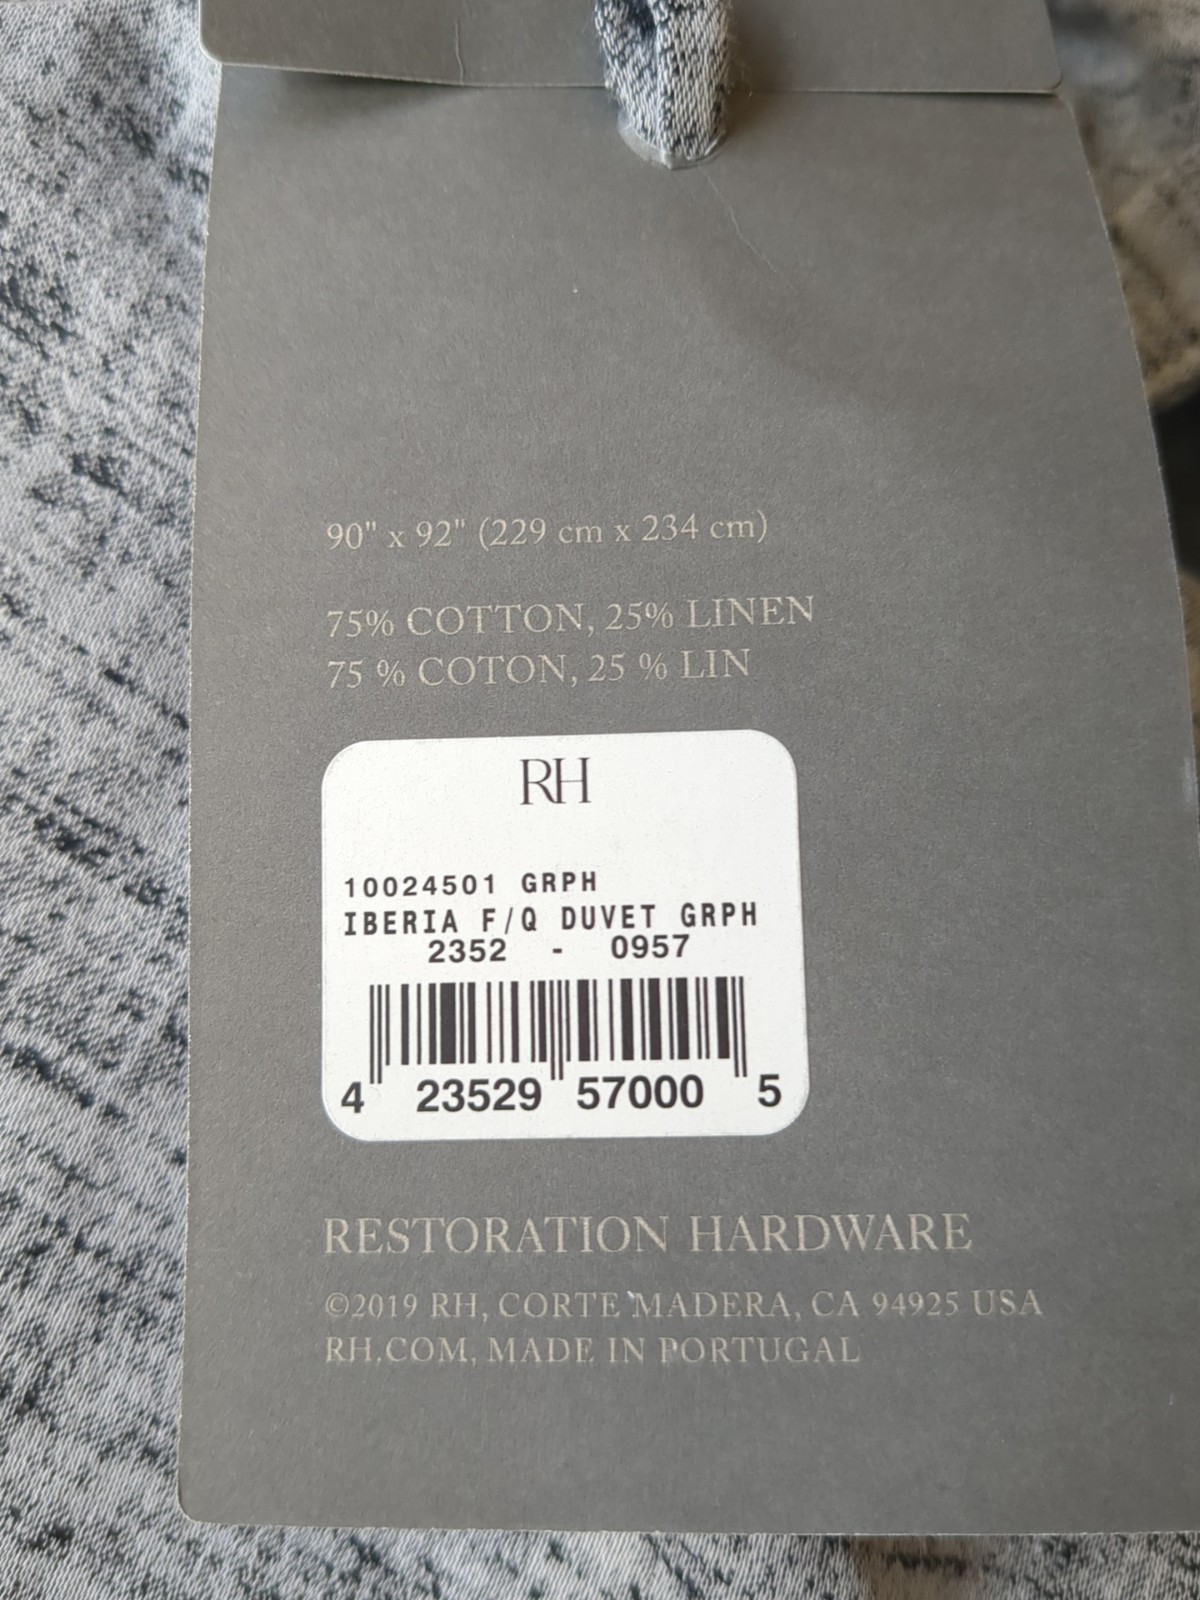 90" x 92" (229 cm x 234 cm)
75% COTTON, 25% LINEN
75 % COTON, 25 % LIN
RH
10024501 GRPH
IBERIA F/Q DUVET GRPH
2352 - 0957
4 23529 57000 5
RESTORATION HARDWARE
©2019 RH, CORTE MADERA, CA 94925 USA
RH.COM, MADE IN PORTUGAL